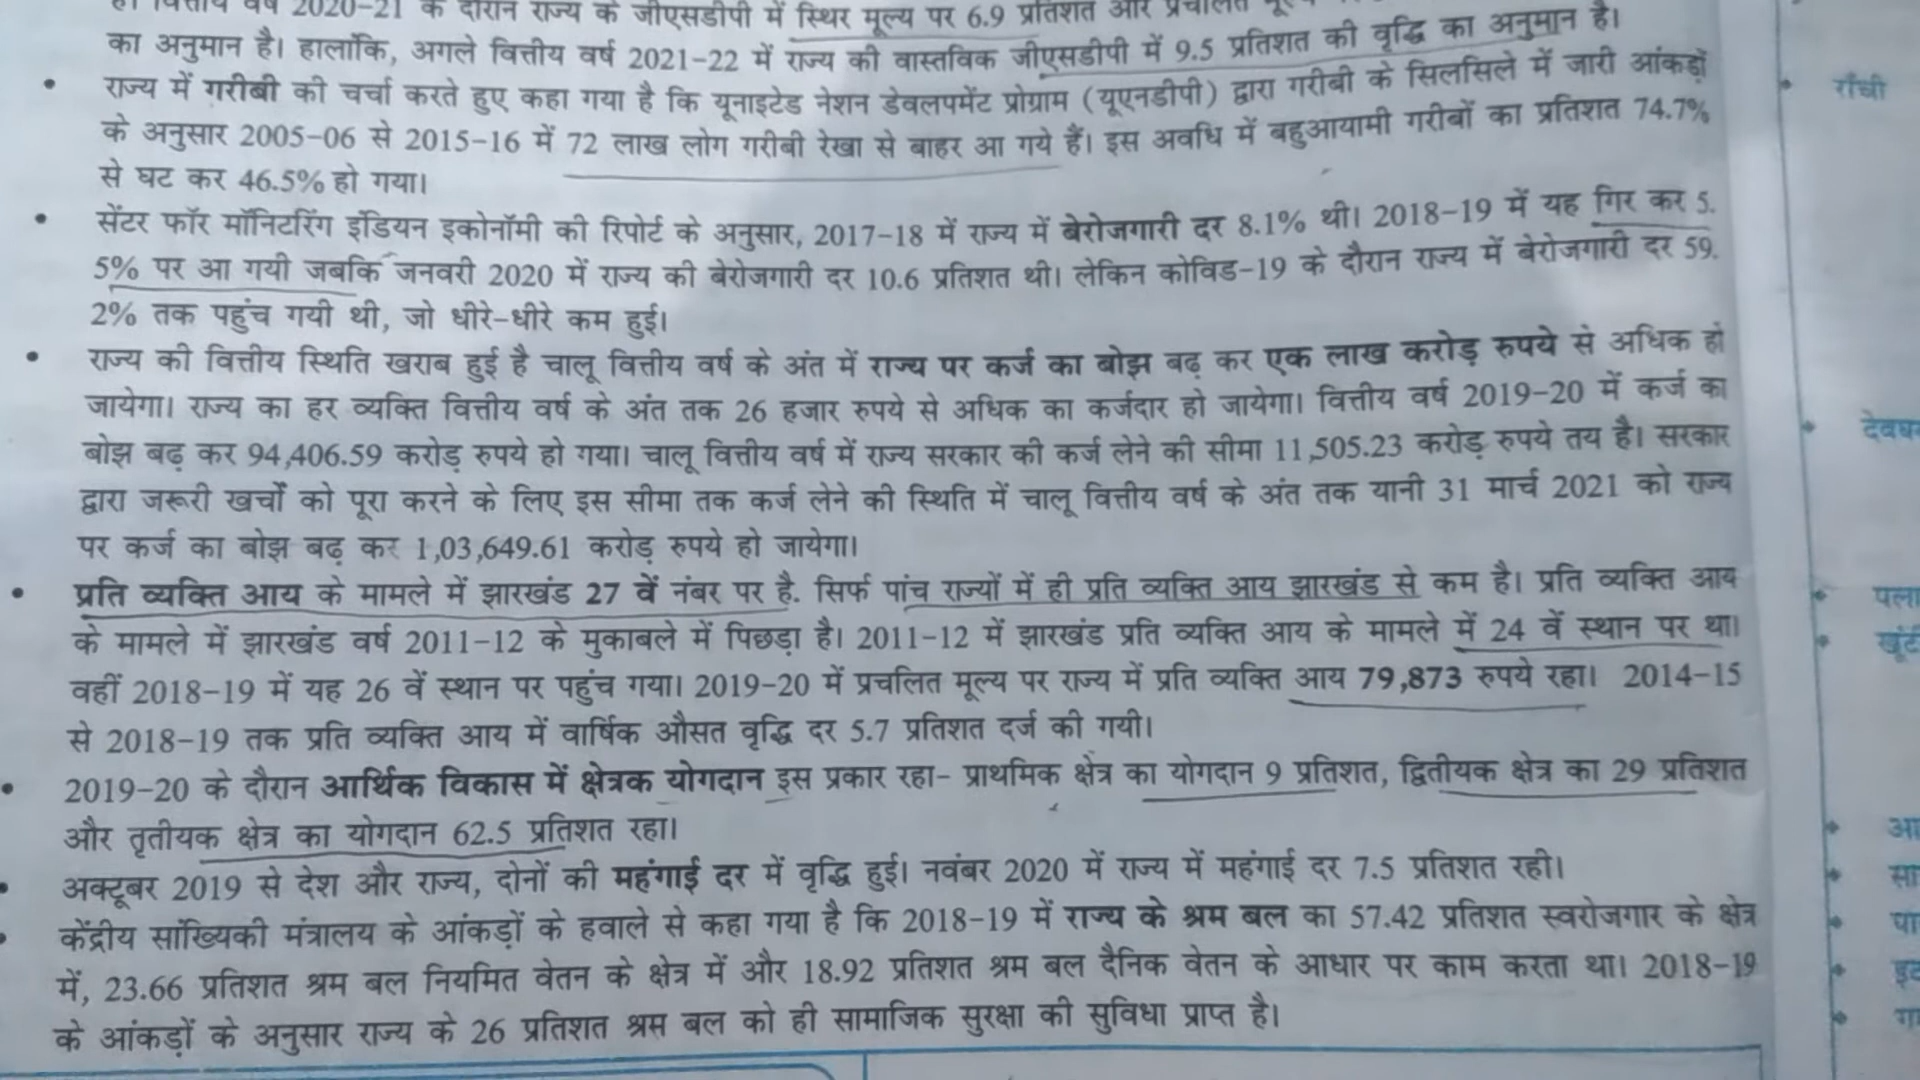 वित्तीय वर्ष 2020-21 के दौरान राज्य के जीएसडीपी में स्थिर मूल्य पर 6.9 प्रतिशत और प्रचलित
का अनुमान है। हालांकि, अगले वित्तीय वर्ष 2021-22 में राज्य की वास्तविक जीएसडीपी में 9.5 प्रतिशत की वृद्धि का अनुमान है।
• राज्य में गरीबी की चर्चा करते हुए कहा गया है कि यूनाइटेड नेशन डेवलपमेंट प्रोग्राम (यूएनडीपी) द्वारा गरीबी के सिलसिले में जारी आंकड़ों
के अनुसार 2005-06 से 2015-16 में 72 लाख लोग गरीबी रेखा से बाहर आ गये हैं। इस अवधि में बहुआयामी गरीबों का प्रतिशत 74.7%
से घट कर 46.5% हो गया।
• सेंटर फॉर मॉनिटरिंग इंडियन इकोनॉमी की रिपोर्ट के अनुसार, 2017-18 में राज्य में बेरोजगारी दर 8.1% थी। 2018-19 में यह गिर कर 5.
5% पर आ गयी जबकि जनवरी 2020 में राज्य की बेरोजगारी दर 10.6 प्रतिशत थी। लेकिन कोविड-19 के दौरान राज्य में बेरोजगारी दर 59.
2% तक पहुंच गयी थी, जो धीरे-धीरे कम हुई।
• राज्य की वित्तीय स्थिति खराब हुई है चालू वित्तीय वर्ष के अंत में राज्य पर कर्ज का बोझ बढ़ कर एक लाख करोड़ रुपये से अधिक हो
जायेगा। राज्य का हर व्यक्ति वित्तीय वर्ष के अंत तक 26 हजार रुपये से अधिक का कर्जदार हो जायेगा। वित्तीय वर्ष 2019-20 में कर्ज का
बोझ बढ़ कर 94,406.59 करोड़ रुपये हो गया। चालू वित्तीय वर्ष में राज्य सरकार की कर्ज लेने की सीमा 11,505.23 करोड़ रुपये तय है। सरकार
द्वारा जरूरी खर्चों को पूरा करने के लिए इस सीमा तक कर्ज लेने की स्थिति में चालू वित्तीय वर्ष के अंत तक यानी 31 मार्च 2021 को राज्य
पर कर्ज का बोझ बढ़ कर 1,03,649.61 करोड़ रुपये हो जायेगा।
• प्रति व्यक्ति आय के मामले में झारखंड 27 वें नंबर पर है. सिर्फ पांच राज्यों में ही प्रति व्यक्ति आय झारखंड से कम है। प्रति व्यक्ति आय
के मामले में झारखंड वर्ष 2011-12 के मुकाबले में पिछड़ा है। 2011-12 में झारखंड प्रति व्यक्ति आय के मामले में 24 वें स्थान पर था।
वहीं 2018-19 में यह 26 वें स्थान पर पहुंच गया। 2019-20 में प्रचलित मूल्य पर राज्य में प्रति व्यक्ति आय 79,873 रुपये रहा। 2014-15
से 2018-19 तक प्रति व्यक्ति आय में वार्षिक औसत वृद्धि दर 5.7 प्रतिशत दर्ज की गयी।
• 2019-20 के दौरान आर्थिक विकास में क्षेत्रक योगदान इस प्रकार रहा- प्राथमिक क्षेत्र का योगदान 9 प्रतिशत, द्वितीयक क्षेत्र का 29 प्रतिशत
और तृतीयक क्षेत्र का योगदान 62.5 प्रतिशत रहा।
• अक्टूबर 2019 से देश और राज्य, दोनों की महंगाई दर में वृद्धि हुई। नवंबर 2020 में राज्य में महंगाई दर 7.5 प्रतिशत रही।
• केंद्रीय सांख्यिकी मंत्रालय के आंकड़ों के हवाले से कहा गया है कि 2018-19 में राज्य के श्रम बल का 57.42 प्रतिशत स्वरोजगार के क्षेत्र
में, 23.66 प्रतिशत श्रम बल नियमित वेतन के क्षेत्र में और 18.92 प्रतिशत श्रम बल दैनिक वेतन के आधार पर काम करता था। 2018-19
के आंकड़ों के अनुसार राज्य के 26 प्रतिशत श्रम बल को ही सामाजिक सुरक्षा की सुविधा प्राप्त है।
राँची